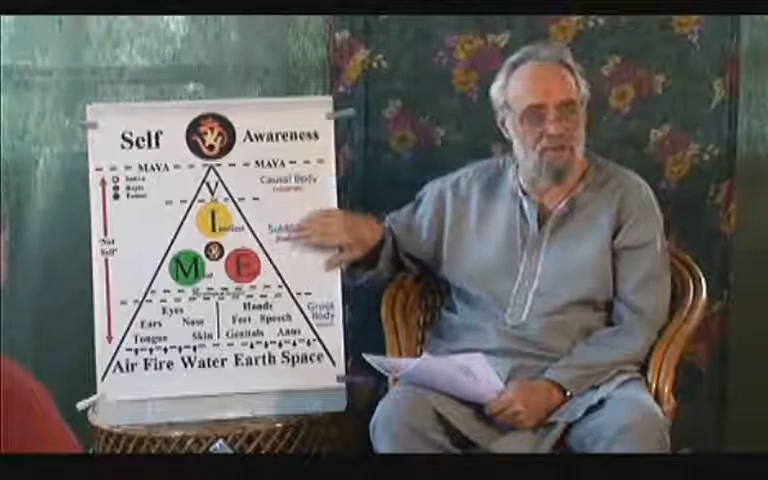 Self Awareness
MAYA MAYA
Causal Body
V
I
"Not
Self"
M E
Gross
Body
Eyes Hands
Ears Nose Feet Speech
Tongue Skin Genitals Anus
Air Fire Water Earth Space